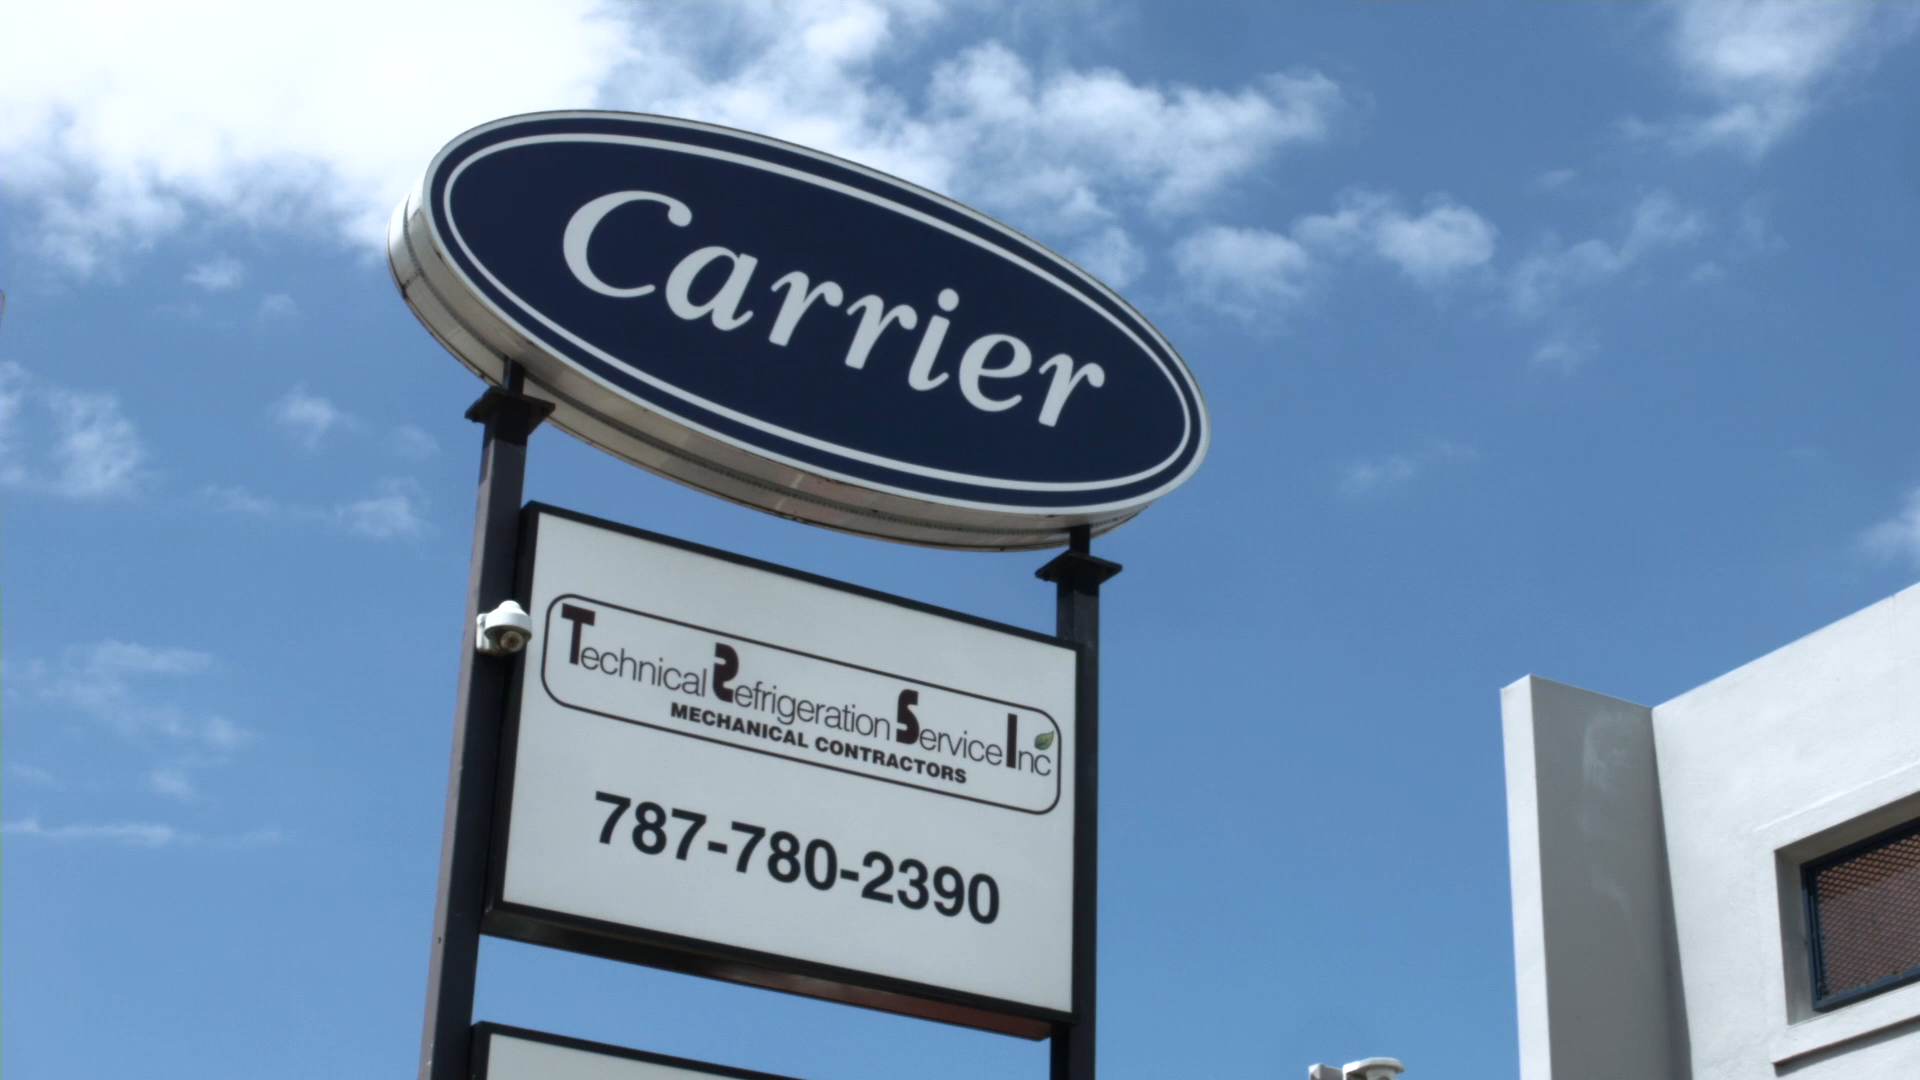 Carrier
Technical Refrigeration Service Inc
MECHANICAL CONTRACTORS
787-780-2390